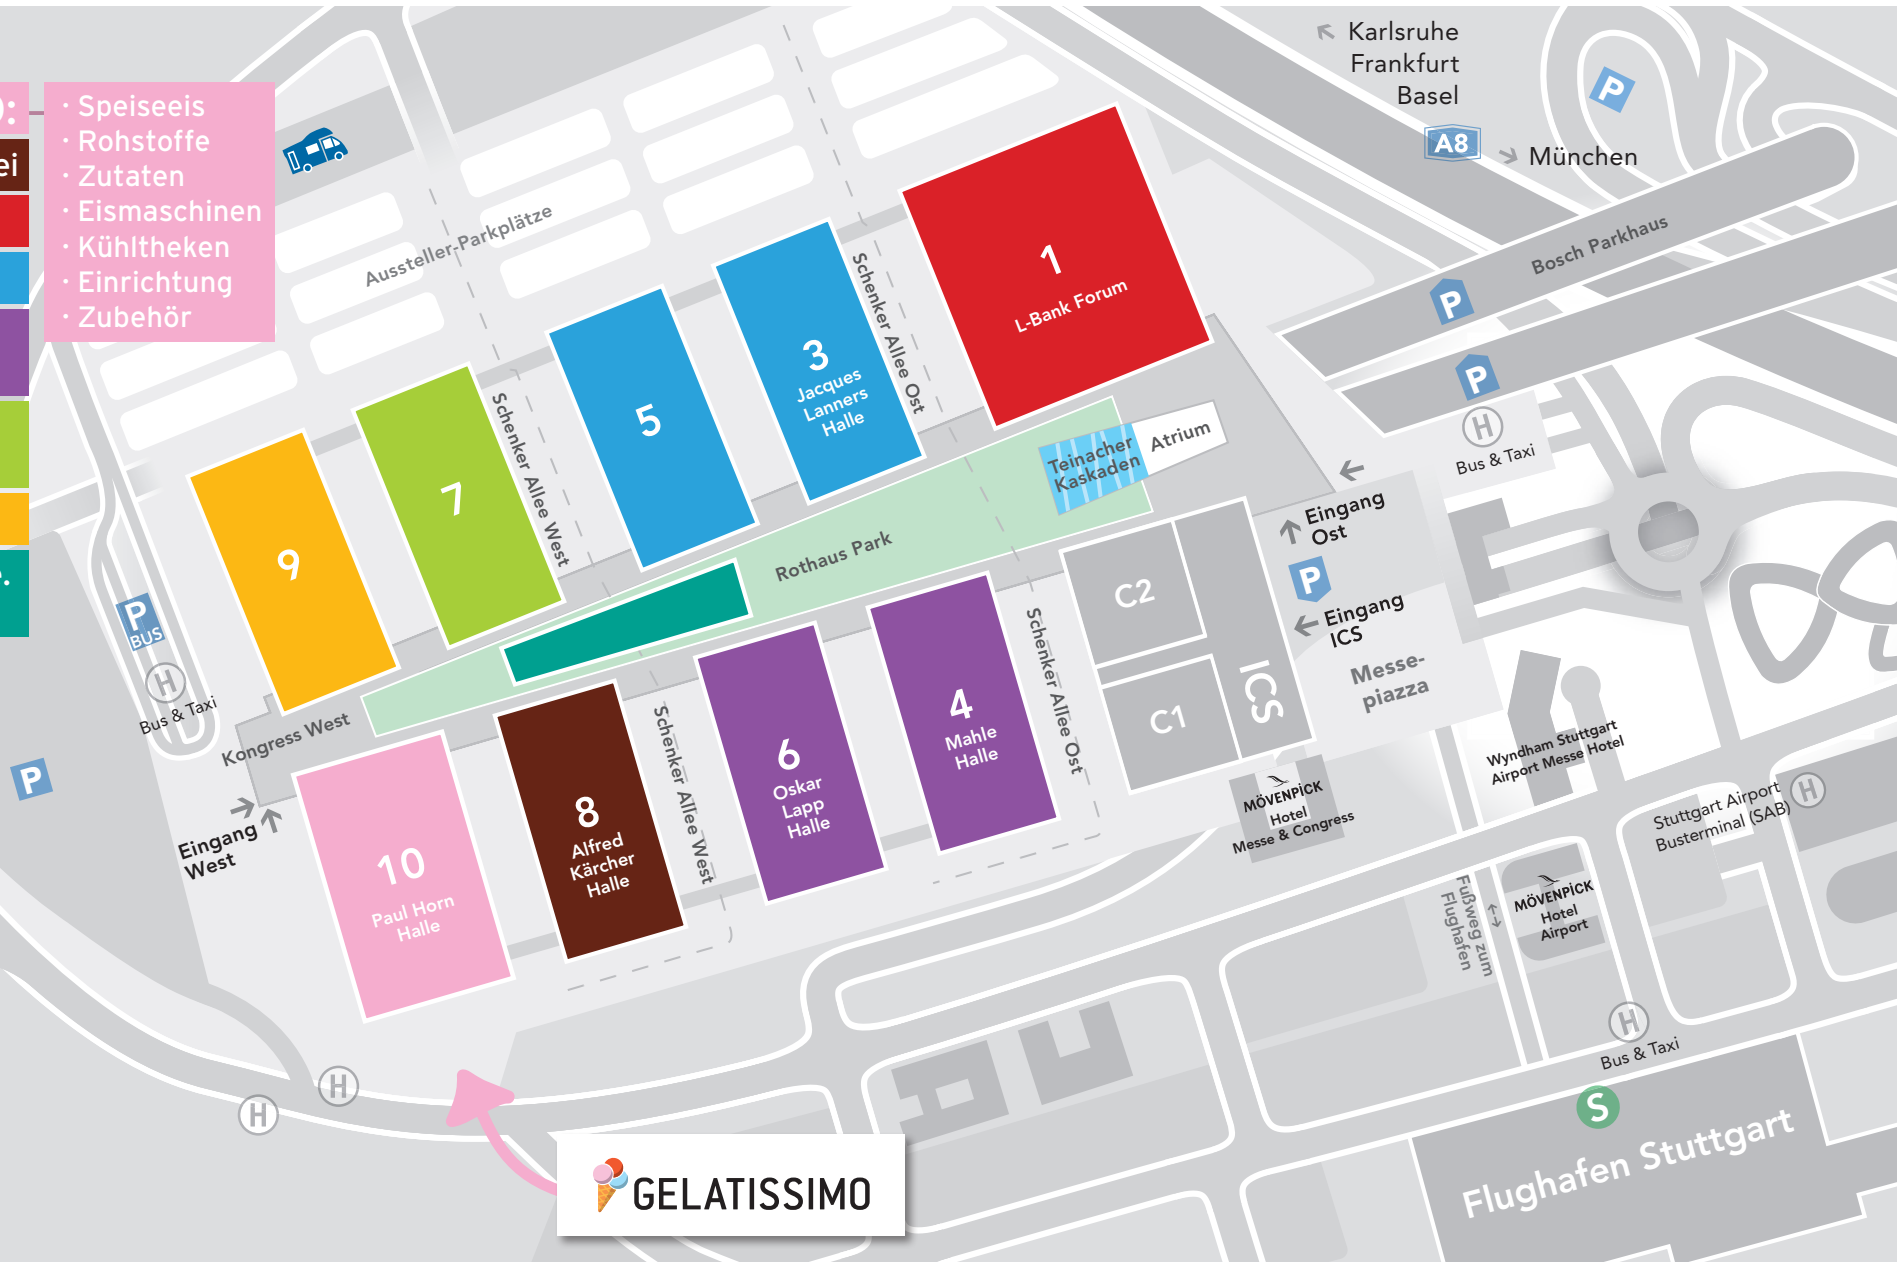 ):
ei
.
· Speiseeis
· Rohstoffe
· Zutaten
· Eismaschinen
· Kühltheken
· Einrichtung
· Zubehör
Aussteller-Parkplätze
Karlsruhe
Frankfurt
Basel
A8
München
P
Bosch Parkhaus
P
P
H
Bus & Taxi
1
L-Bank Forum
Schenker Allee Ost
3
Jacques
Lanners
Halle
5
Schenker Allee West
7
9
Teinacher
Kaskaden
Atrium
Rothaus Park
Eingang
Ost
P
Eingang
ICS
Messe-
piazza
C2
C1
ICS
P
BUS
H
Bus & Taxi
P
Kongress West
Eingang
West
10
Paul Horn
Halle
8
Alfred
Kärcher
Halle
Schenker Allee West
6
Oskar
Lapp
Halle
4
Mahle
Halle
Schenker Allee Ost
MÖVENPICK
Hotel
Messe & Congress
Wyndham Stuttgart
Airport Messe Hotel
Stuttgart Airport
Busterminal (SAB)
H
Fußweg zum
Flughafen
MÖVENPICK
Hotel
Airport
H
Bus & Taxi
S
Flughafen Stuttgart
H
H
GELATISSIMO